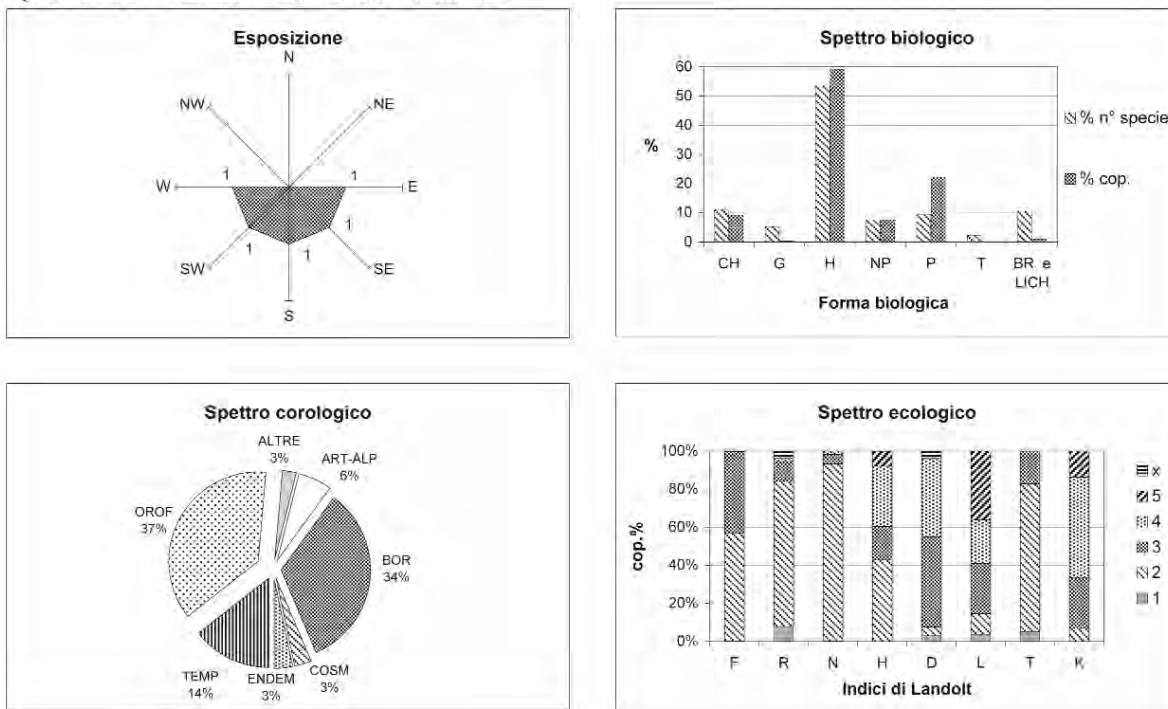 Esposizione
N
NW
NE
1
1
W
E
1
1
SW
SE
S
Spettro biologico
60
50
40
30
20
10
0
%
CH G H NP P T BR. e LICH.
Forma biologica
% n° specie
% cop.
Spettro corologico
ALTRE
3%
ART-ALP
6%
OROF
37%
BOR
34%
TEMP
14%
ENDEM
3%
COSM
3%
Spettro ecologico
100%
80%
60%
40%
20%
0%
cop.%
F R N H D L T K
Indici di Landolt
x
5
4
3
2
1